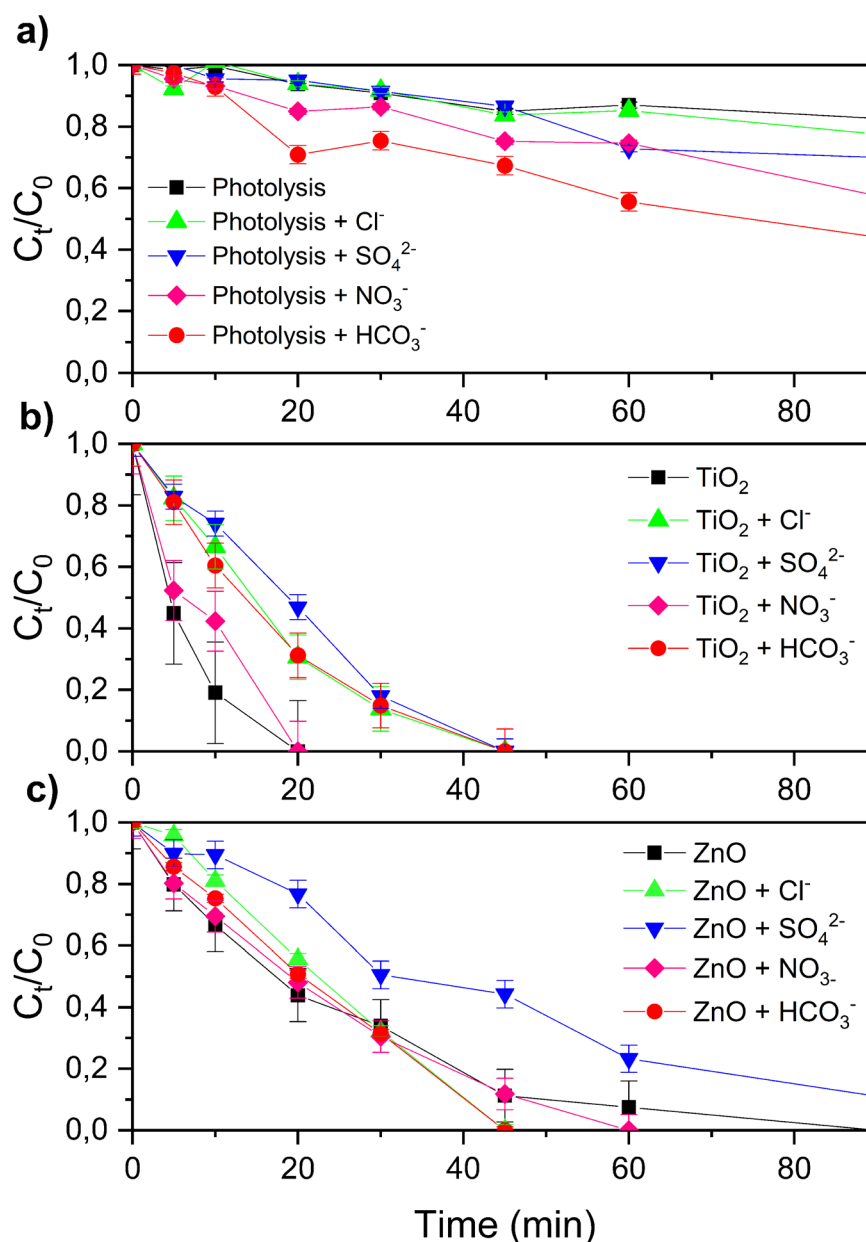 a)
1,0
0,8
0,6
0,4
0,2
0,0
C_t/C_0
Photolysis
Photolysis + Cl⁻
Photolysis + SO₄²⁻
Photolysis + NO₃⁻
Photolysis + HCO₃⁻
0 20 40 60 80
b)
1,0
0,8
0,6
0,4
0,2
0,0
C_t/C_0
TiO₂
TiO₂ + Cl⁻
TiO₂ + SO₄²⁻
TiO₂ + NO₃⁻
TiO₂ + HCO₃⁻
0 20 40 60 80
c)
1,0
0,8
0,6
0,4
0,2
0,0
C_t/C_0
ZnO
ZnO + Cl⁻
ZnO + SO₄²⁻
ZnO + NO₃₋
ZnO + HCO₃⁻
0 20 40 60 80
Time (min)